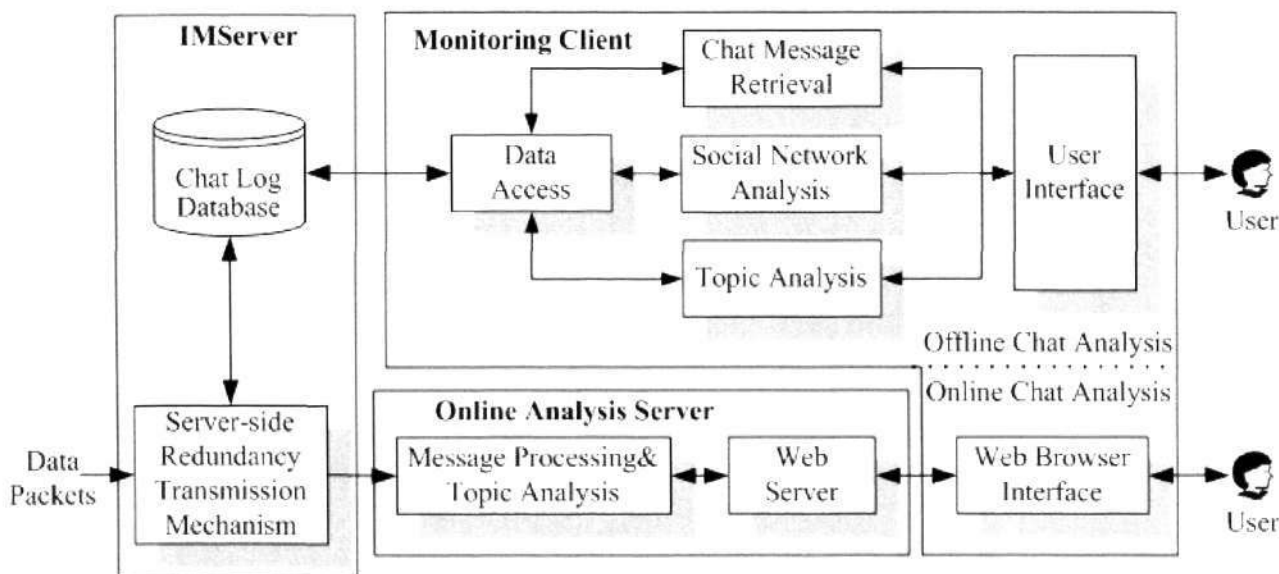 IMServer
Chat Log
Database
Server-side
Redundancy
Transmission
Mechanism
Data
Packets
Monitoring Client
Chat Message
Retrieval
Data
Access
Social Network
Analysis
Topic Analysis
User
Interface
User
Offline Chat Analysis
Online Chat Analysis
Online Analysis Server
Message Processing&
Topic Analysis
Web
Server
Web Browser
Interface
User